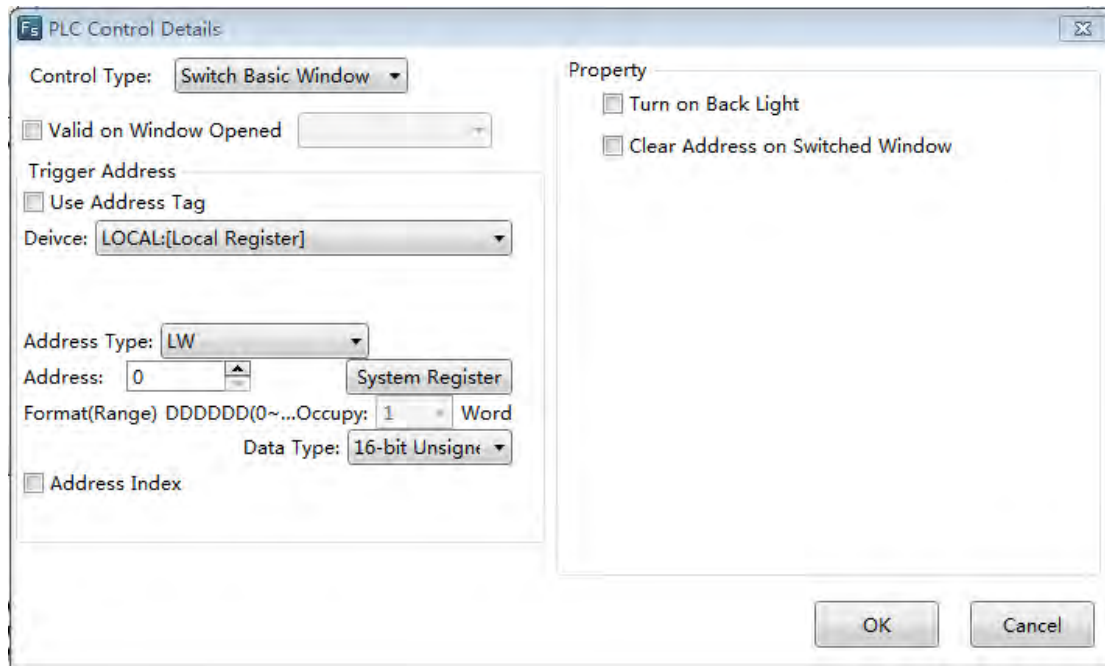 Fs PLC Control Details
Control Type: Switch Basic Window
Valid on Window Opened
Trigger Address
Use Address Tag
Deivce: LOCAL:[Local Register]
Address Type: LW
Address: 0 System Register
Format(Range) DDDDDD(0~...Occupy: 1 Word
Data Type: 16-bit Unsigne
Address Index
Property
Turn on Back Light
Clear Address on Switched Window
OK Cancel